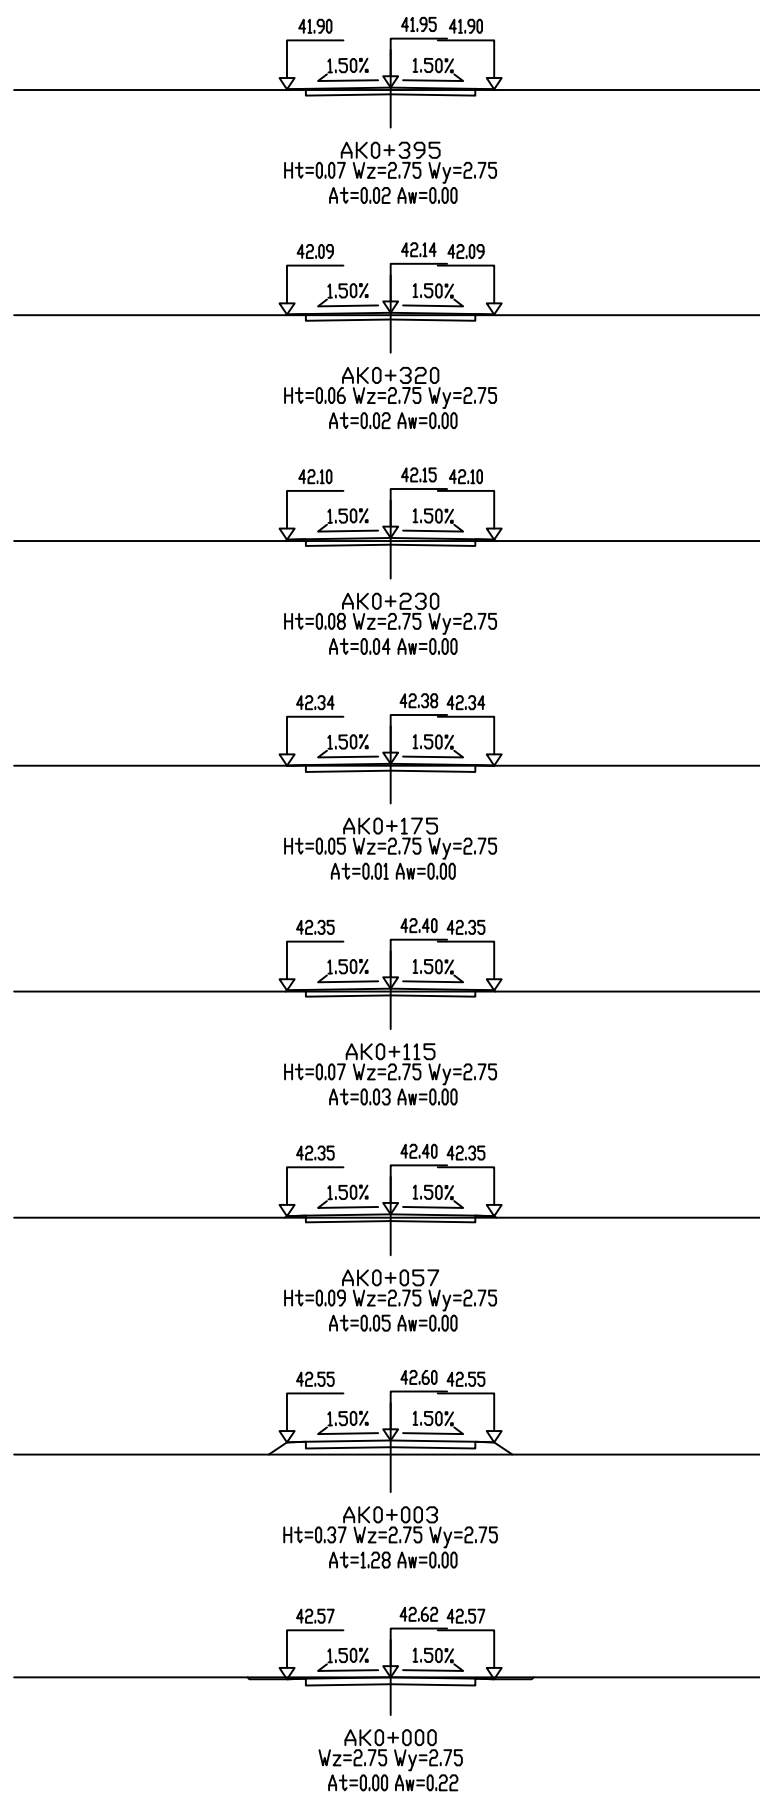 41.90 41.95 41.90
1.50% 1.50%
AK0+395
Ht=0.07 Wz=2.75 Wy=2.75
At=0.02 Aw=0.00
42.09 42.14 42.09
1.50% 1.50%
AK0+320
Ht=0.06 Wz=2.75 Wy=2.75
At=0.02 Aw=0.00
42.10 42.15 42.10
1.50% 1.50%
AK0+230
Ht=0.08 Wz=2.75 Wy=2.75
At=0.04 Aw=0.00
42.34 42.38 42.34
1.50% 1.50%
AK0+175
Ht=0.05 Wz=2.75 Wy=2.75
At=0.01 Aw=0.00
42.35 42.40 42.35
1.50% 1.50%
AK0+115
Ht=0.07 Wz=2.75 Wy=2.75
At=0.03 Aw=0.00
42.35 42.40 42.35
1.50% 1.50%
AK0+057
Ht=0.09 Wz=2.75 Wy=2.75
At=0.05 Aw=0.00
42.55 42.60 42.55
1.50% 1.50%
AK0+003
Ht=0.37 Wz=2.75 Wy=2.75
At=1.28 Aw=0.00
42.57 42.62 42.57
1.50% 1.50%
AK0+000
Wz=2.75 Wy=2.75
At=0.00 Aw=0.22